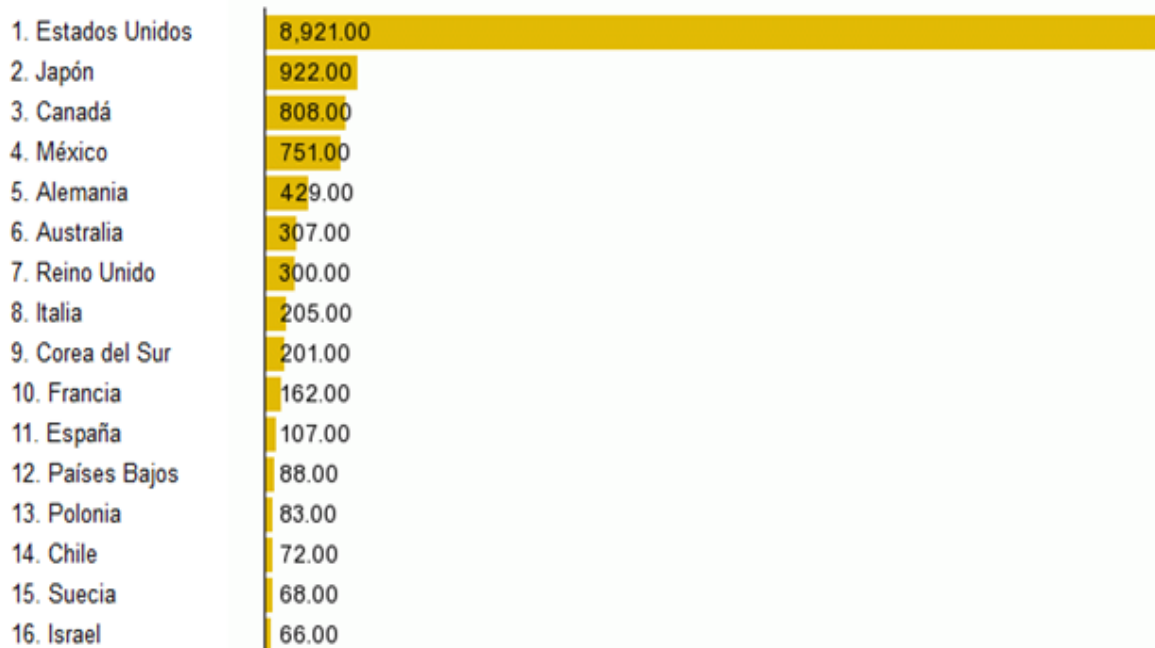 1. Estados Unidos 8,921.00
2. Japón 922.00
3. Canadá 808.00
4. México 751.00
5. Alemania 429.00
6. Australia 307.00
7. Reino Unido 300.00
8. Italia 205.00
9. Corea del Sur 201.00
10. Francia 162.00
11. España 107.00
12. Países Bajos 88.00
13. Polonia 83.00
14. Chile 72.00
15. Suecia 68.00
16. Israel 66.00